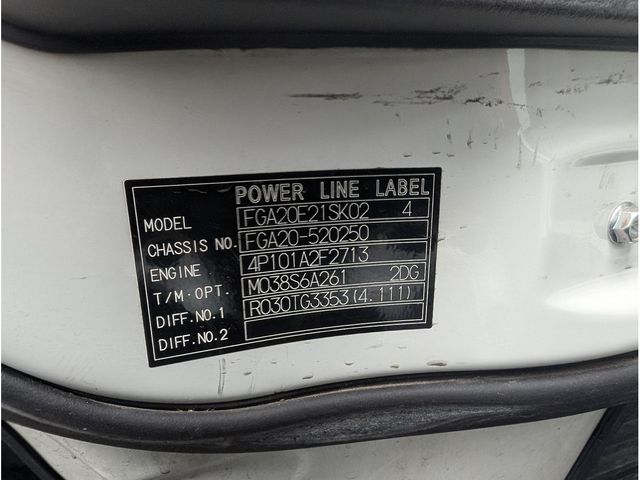 POWER LINE LABEL
MODEL FGA20E21SK02 4
CHASSIS NO. FGA20-520250
ENGINE 4P101A2F2713
T/M·OPT. M038S6A261 2DG
DIFF.NO.1 R030TG3353(4.111)
DIFF.NO.2